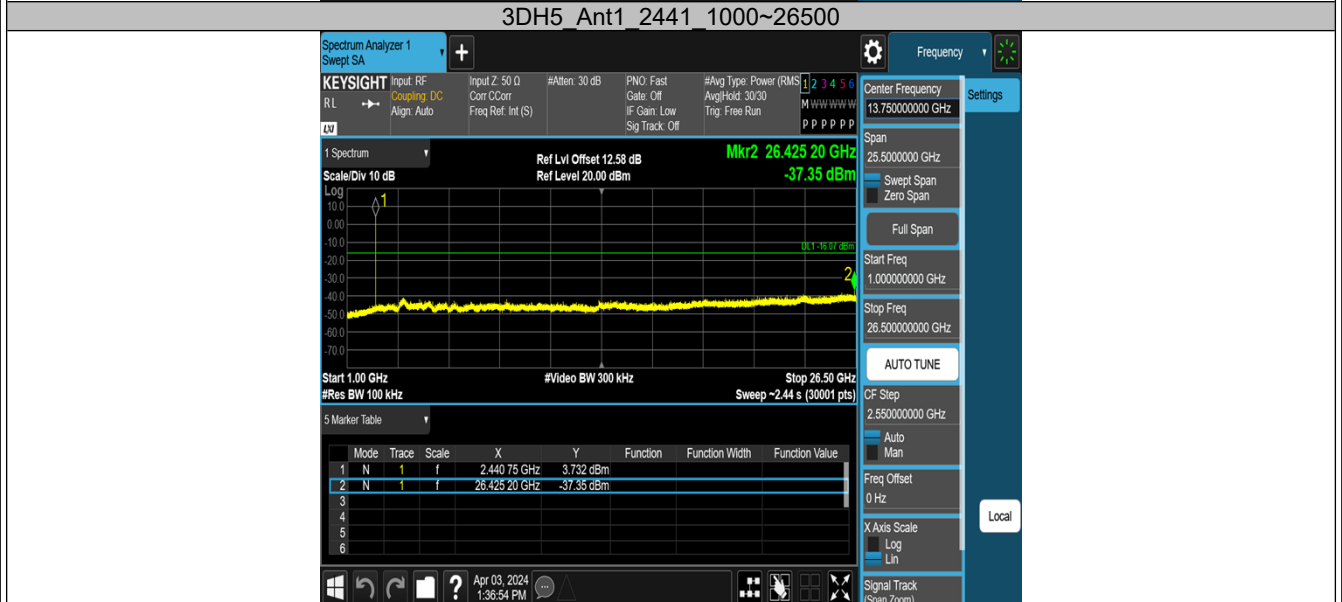 3DH5_Ant1_2441_1000~26500
Spectrum Analyzer 1
Swept SA
+
Frequency
KEYSIGHT
RL
LXI
Input: RF
Coupling: DC
Align: Auto
Input Z: 50 Ω
Corr CCorr
Freq Ref: Int (S)
#Atten: 30 dB
PNO: Fast
Gate: Off
IF Gain: Low
Sig Track: Off
#Avg Type: Power (RMS
Avg|Hold: 30/30
Trig: Free Run
1 2 3 4 5 6
M W W W W W
P P P P P P
Center Frequency
13.750000000 GHz
Settings
Span
25.5000000 GHz
Swept Span
Zero Span
Full Span
Start Freq
1.000000000 GHz
Stop Freq
26.500000000 GHz
AUTO TUNE
CF Step
2.550000000 GHz
Auto
Man
Freq Offset
0 Hz
X Axis Scale
Log
Lin
Local
Signal Track
(Span Zoom)
1 Spectrum
Scale/Div 10 dB
Ref Lvl Offset 12.58 dB
Ref Level 20.00 dBm
Mkr2 26.425 20 GHz
-37.35 dBm
Log
10.0
0.00
-10.0
-20.0
-30.0
-40.0
-50.0
-60.0
-70.0
1
DL1 -16.07 dBm
2
Start 1.00 GHz
#Video BW 300 kHz
Stop 26.50 GHz
#Res BW 100 kHz
Sweep ~2.44 s (30001 pts)
5 Marker Table
Mode Trace Scale X Y Function Function Width Function Value
1 N 1 f 2.440 75 GHz 3.732 dBm
2 N 1 f 26.425 20 GHz -37.35 dBm
3
4
5
6
?
Apr 03, 2024
1:36:54 PM